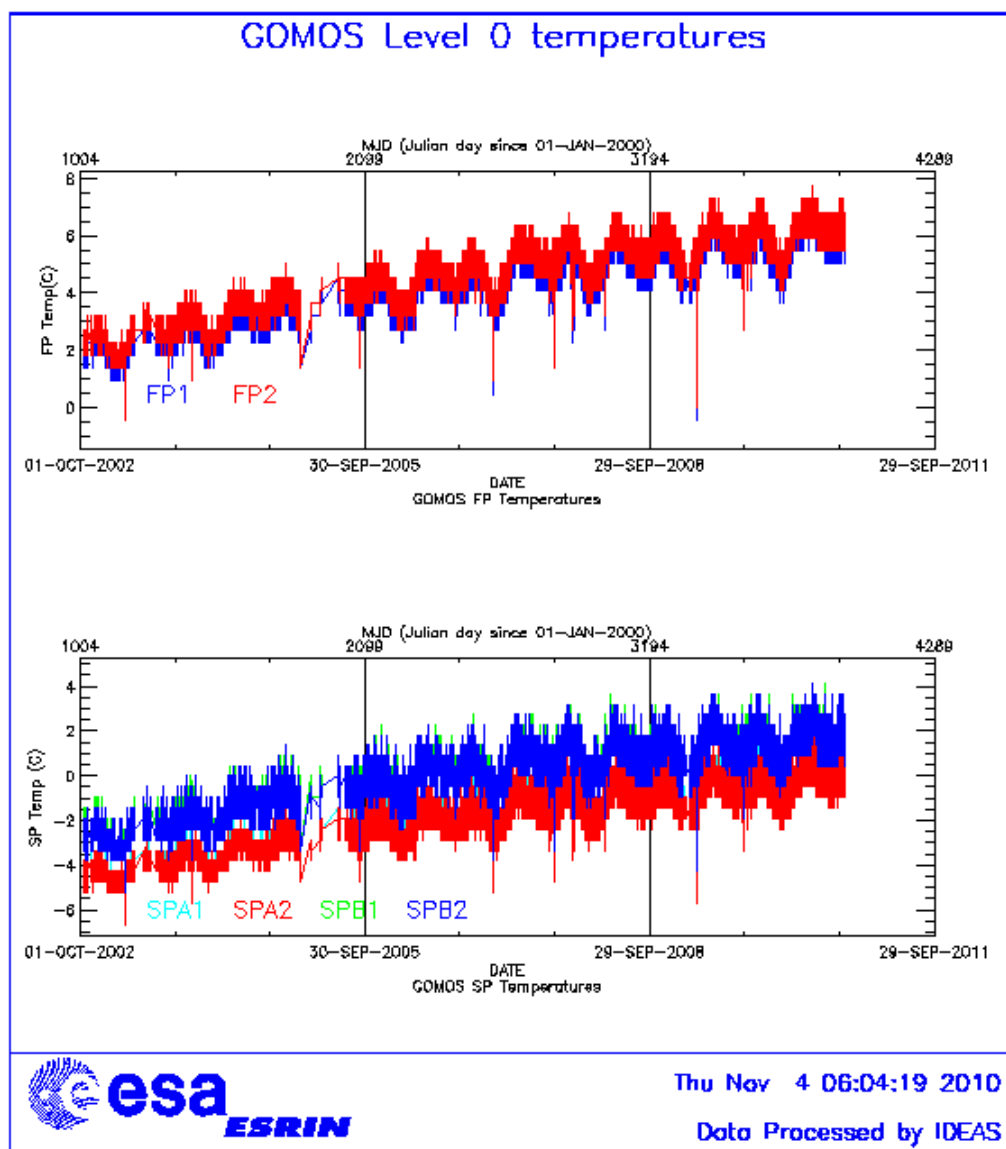 GOMOS Level 0 temperatures
MJD (Julian day since 01-JAN-2000)
1004 2099 3194 4289
8
6
4
2
0
FP Temp(C)
FP1 FP2
01-OCT-2002 30-SEP-2005 29-SEP-2008 29-SEP-2011
DATE
GOMOS FP Temperatures
MJD (Julian day since 01-JAN-2000)
1004 2099 3194 4289
4
2
0
-2
-4
-6
SP Temp (C)
SPA1 SPA2 SPB1 SPB2
01-OCT-2002 30-SEP-2005 29-SEP-2008 29-SEP-2011
DATE
GOMOS SP Temperatures
esa
ESRIN
Thu Nov 4 06:04:19 2010
Data Processed by IDEAS